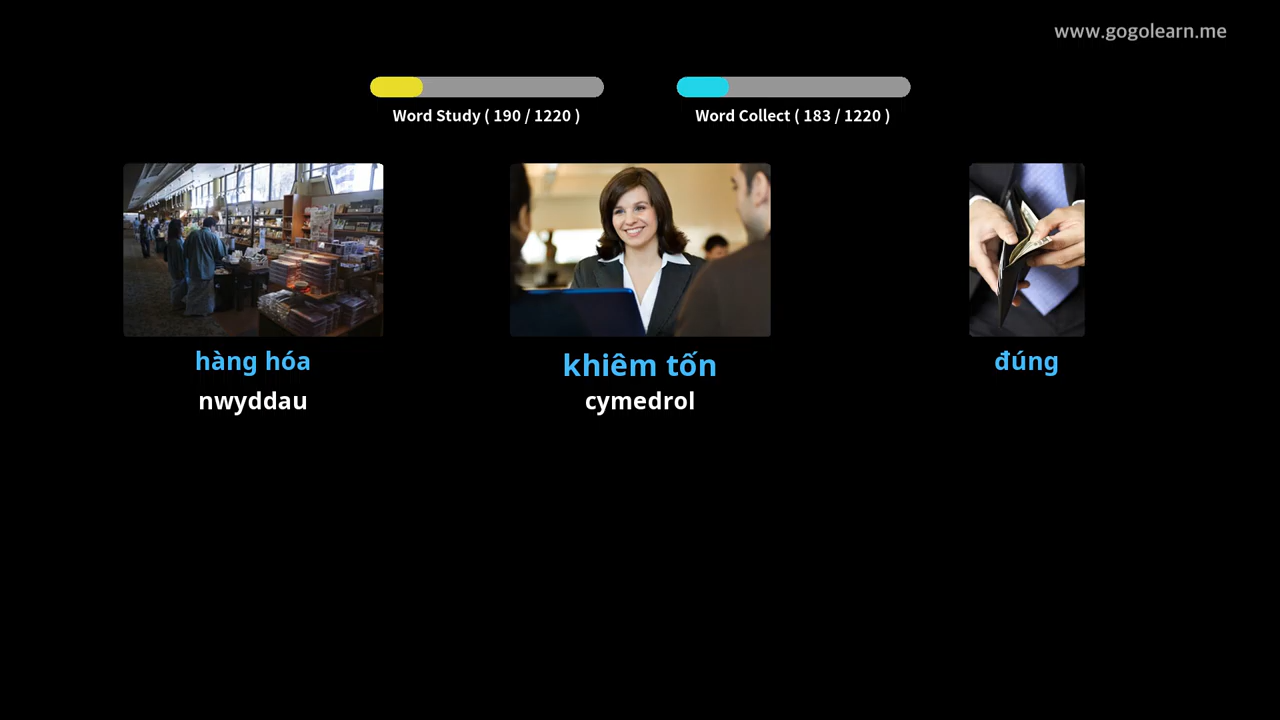 www.gogolearn.me
Word Study ( 190 / 1220 )
Word Collect ( 183 / 1220 )
hàng hóa
nwyddau
khiêm tốn
cymedrol
đúng